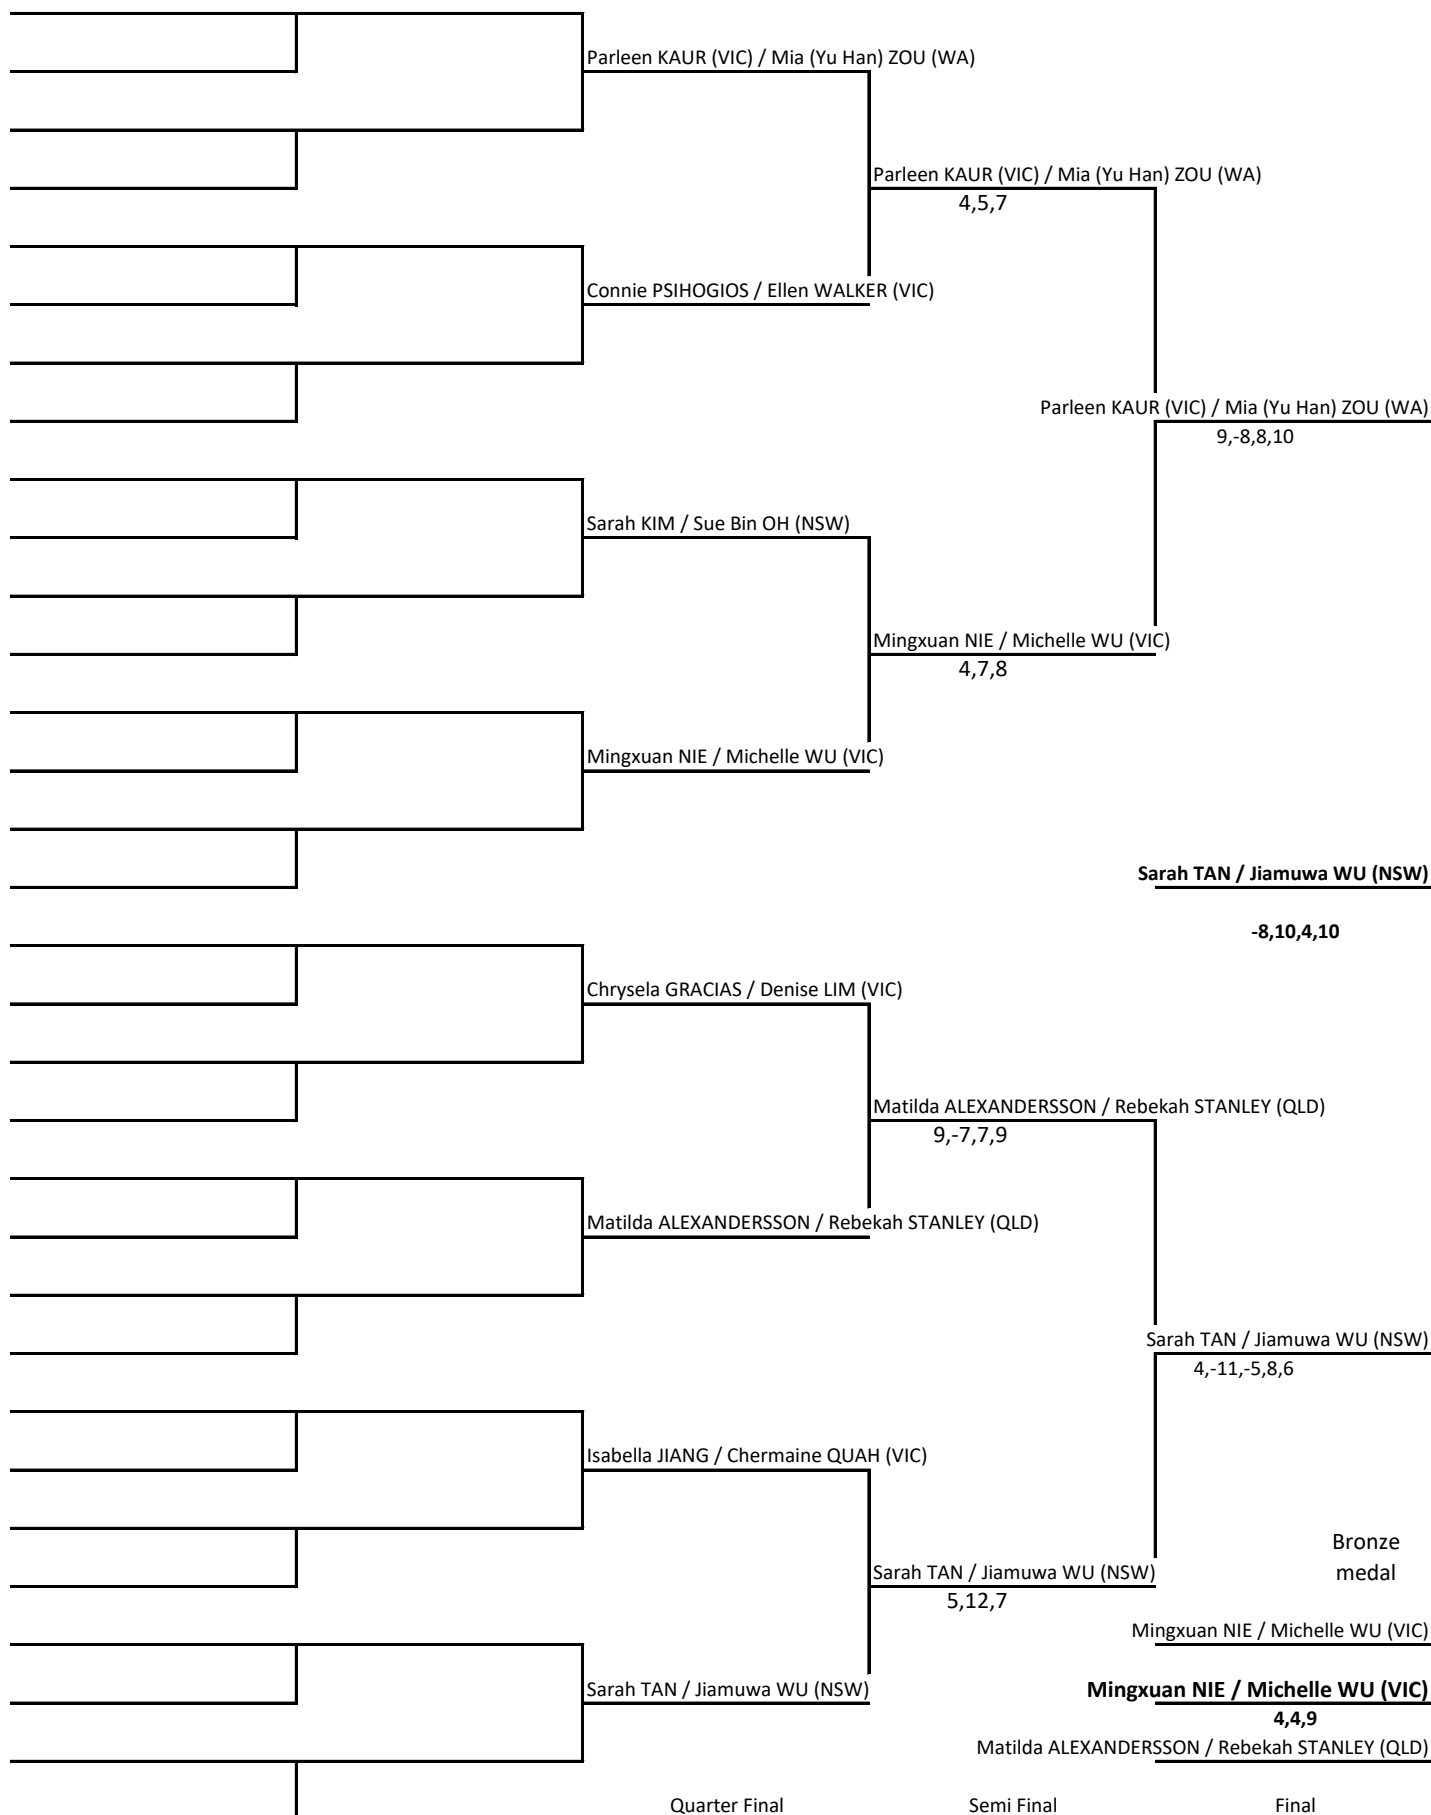 Parleen KAUR (VIC) / Mia (Yu Han) ZOU (WA)
Parleen KAUR (VIC) / Mia (Yu Han) ZOU (WA)
4,5,7
Connie PSIHOGIOS / Ellen WALKER (VIC)
Parleen KAUR (VIC) / Mia (Yu Han) ZOU (WA)
9,-8,8,10
Sarah KIM / Sue Bin OH (NSW)
Mingxuan NIE / Michelle WU (VIC)
4,7,8
Mingxuan NIE / Michelle WU (VIC)
Sarah TAN / Jiamuwa WU (NSW)
-8,10,4,10
Chrysela GRACIAS / Denise LIM (VIC)
Matilda ALEXANDERSSON / Rebekah STANLEY (QLD)
9,-7,7,9
Matilda ALEXANDERSSON / Rebekah STANLEY (QLD)
Sarah TAN / Jiamuwa WU (NSW)
4,-11,-5,8,6
Isabella JIANG / Chermaine QUAH (VIC)
Bronze
medal
Sarah TAN / Jiamuwa WU (NSW)
5,12,7
Mingxuan NIE / Michelle WU (VIC)
Sarah TAN / Jiamuwa WU (NSW)
Mingxuan NIE / Michelle WU (VIC)
4,4,9
Matilda ALEXANDERSSON / Rebekah STANLEY (QLD)
Quarter Final
Semi Final
Final